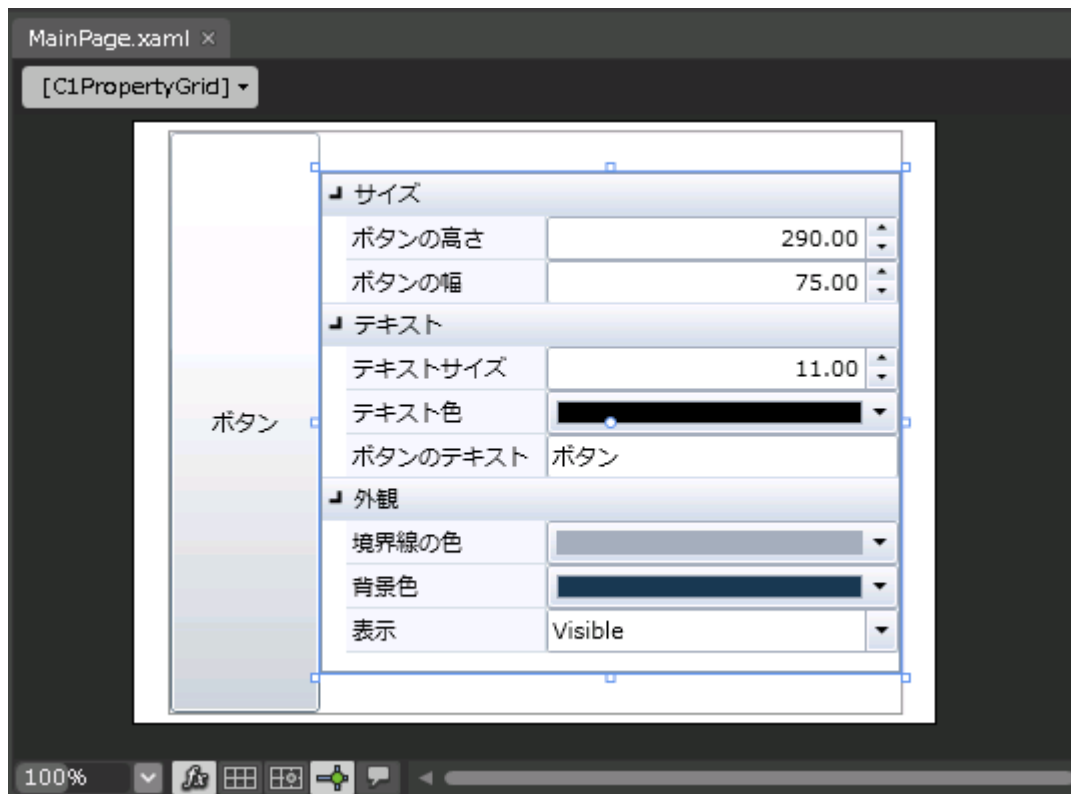 MainPage.xaml ×
[C1PropertyGrid]
ボタン
サイズ
ボタンの高さ 290.00
ボタンの幅 75.00
テキスト
テキストサイズ 11.00
テキスト色
ボタンのテキスト ボタン
外観
境界線の色
背景色
表示 Visible
100% fx